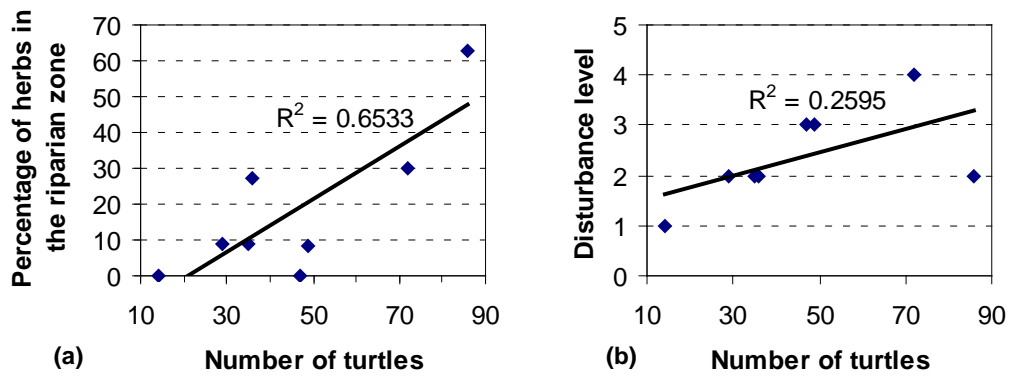 Percentage of herbs in
the riparian zone
70
60
50
40
30
20
10
0
R² = 0.6533
10 30 50 70 90
(a) Number of turtles
Disturbance level
5
4
3
2
1
0
R² = 0.2595
10 30 50 70 90
(b) Number of turtles